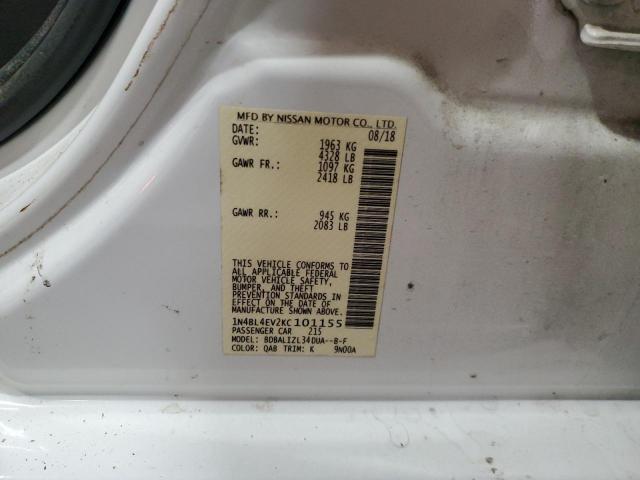 MFD BY NISSAN MOTOR CO., LTD.
DATE: 08/18
GVWR: 1963 KG
4328 LB
GAWR FR.: 1097 KG
2418 LB
GAWR RR.: 945 KG
2083 LB
THIS VEHICLE CONFORMS TO
ALL APPLICABLE FEDERAL
MOTOR VEHICLE SAFETY,
BUMPER, AND THEFT
PREVENTION STANDARDS IN
EFFECT ON THE DATE OF
MANUFACTURE SHOWN ABOVE.
1N4BL4EV2KC101155
PASSENGER CAR 215
MODEL: BDBALIZL34DUA--B-F
COLOR: QAB TRIM: K 9N00A